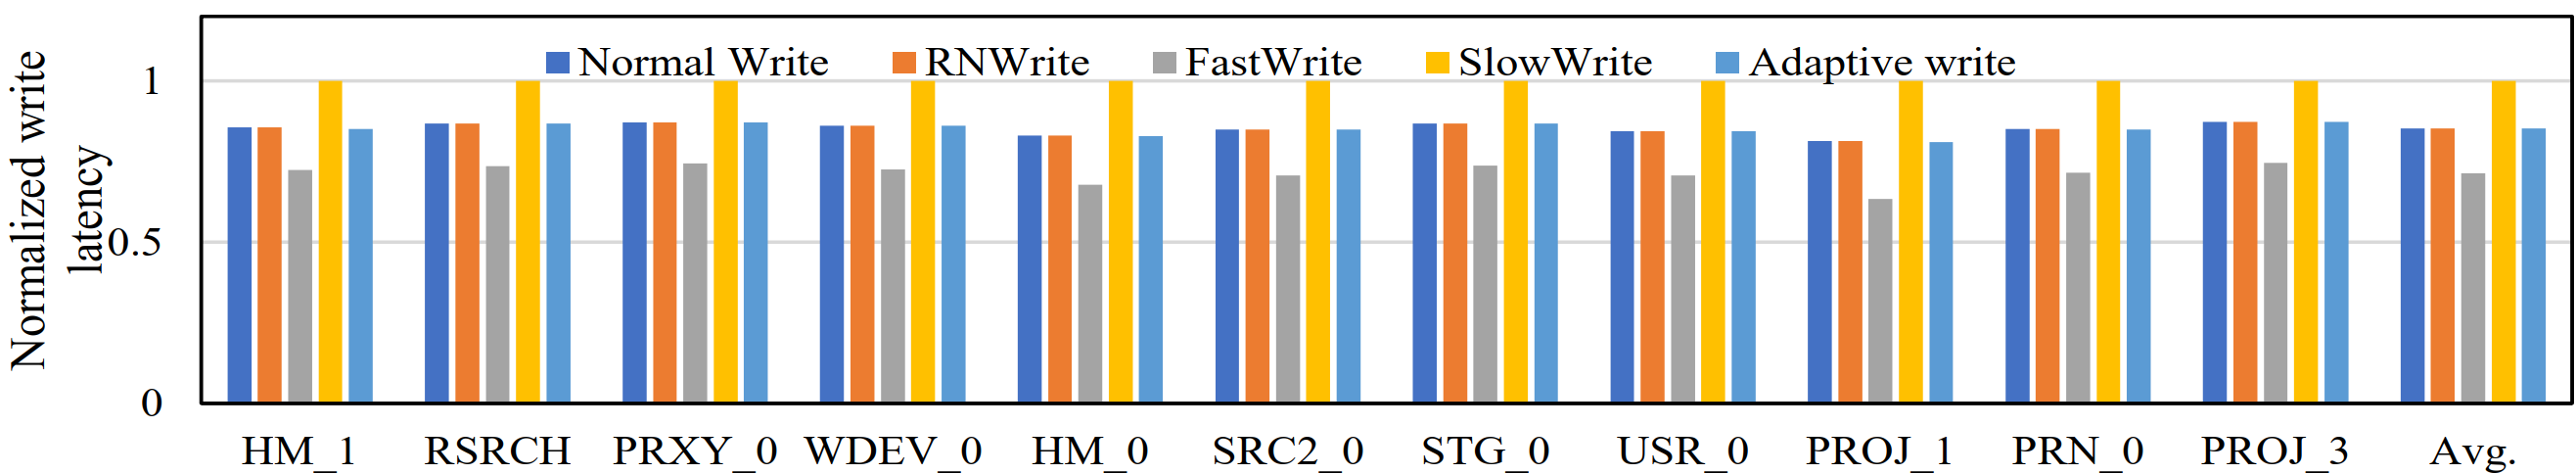 Normalized write
latency
Normal Write RNWrite FastWrite SlowWrite Adaptive write
1
0.5
0
HM_1 RSRCH PRXY_0 WDEV_0 HM_0 SRC2_0 STG_0 USR_0 PROJ_1 PRN_0 PROJ_3 Avg.